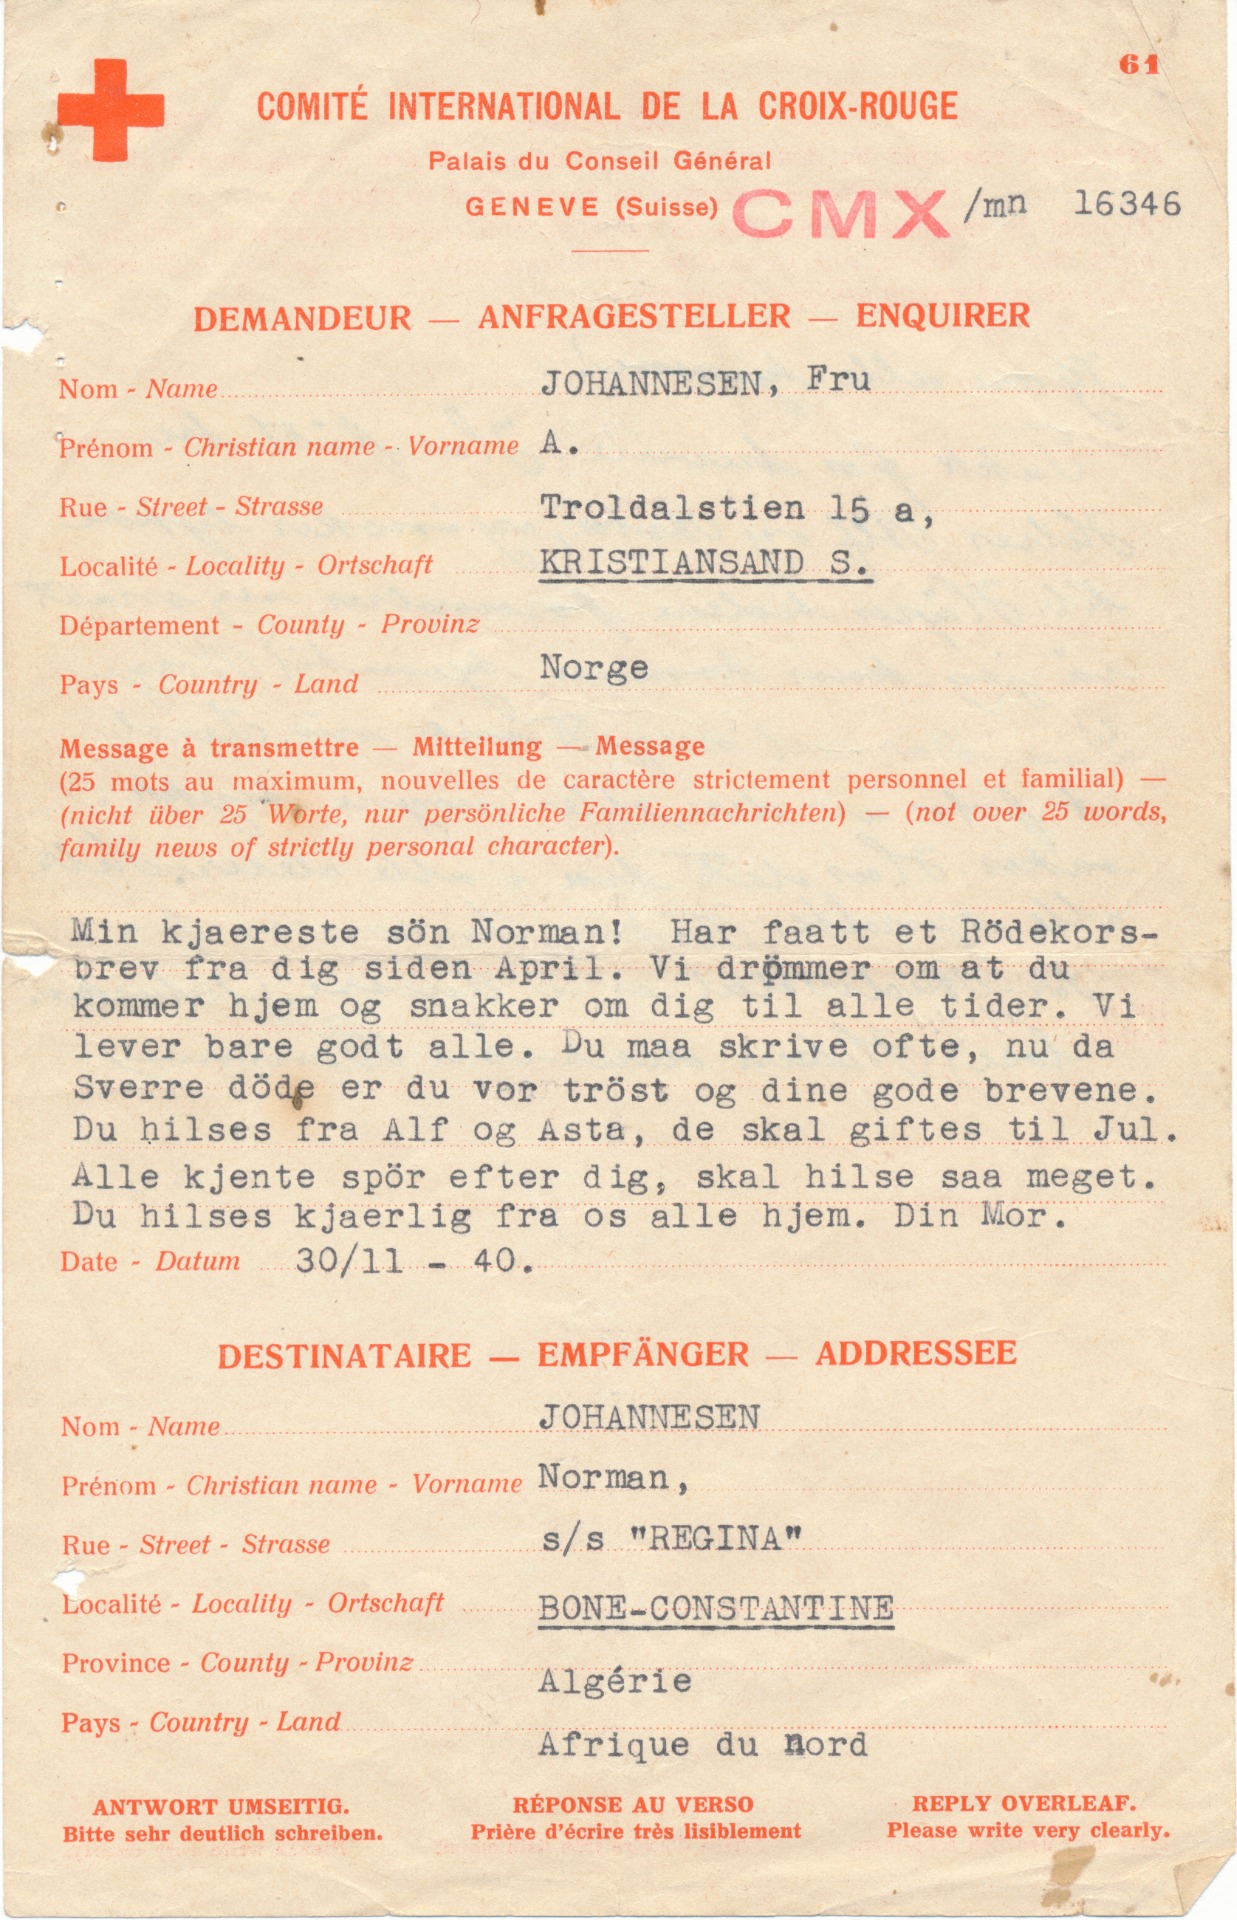 61
COMITÉ INTERNATIONAL DE LA CROIX-ROUGE
Palais du Conseil Général
GENEVE (Suisse) CMX /mn 16346
DEMANDEUR — ANFRAGESTELLER — ENQUIRER
Nom - Name JOHANNESEN, Fru
Prénom - Christian name - Vorname A.
Rue - Street - Strasse Troldalstien 15 a,
Localité - Locality - Ortschaft KRISTIANSAND S.
Département - County - Provinz
Pays - Country - Land Norge
Message à transmettre — Mitteilung — Message
(25 mots au maximum, nouvelles de caractère strictement personnel et familial) —
(nicht über 25 Worte, nur persönliche Familiennachrichten) — (not over 25 words,
family news of strictly personal character).
Min kjaereste sön Norman! Har faatt et Rödekors-
brev fra dig siden April. Vi drömmer om at du
kommer hjem og snakker om dig til alle tider. Vi
lever bare godt alle. Du maa skrive ofte, nu da
Sverre döde er du vor tröst og dine gode brevene.
Du hilses fra Alf og Asta, de skal giftes til Jul.
Alle kjente spör efter dig, skal hilse saa meget.
Du hilses kjaerlig fra os alle hjem. Din Mor.
Date - Datum 30/11 - 40.
DESTINATAIRE — EMPFÄNGER — ADDRESSEE
Nom - Name JOHANNESEN
Prénom - Christian name - Vorname Norman,
Rue - Street - Strasse s/s "REGINA"
Localité - Locality - Ortschaft BONE-CONSTANTINE
Province - County - Provinz Algérie
Pays - Country - Land Afrique du nord
ANTWORT UMSEITIG. RÉPONSE AU VERSO REPLY OVERLEAF.
Bitte sehr deutlich schreiben. Prière d'écrire très lisiblement Please write very clearly.